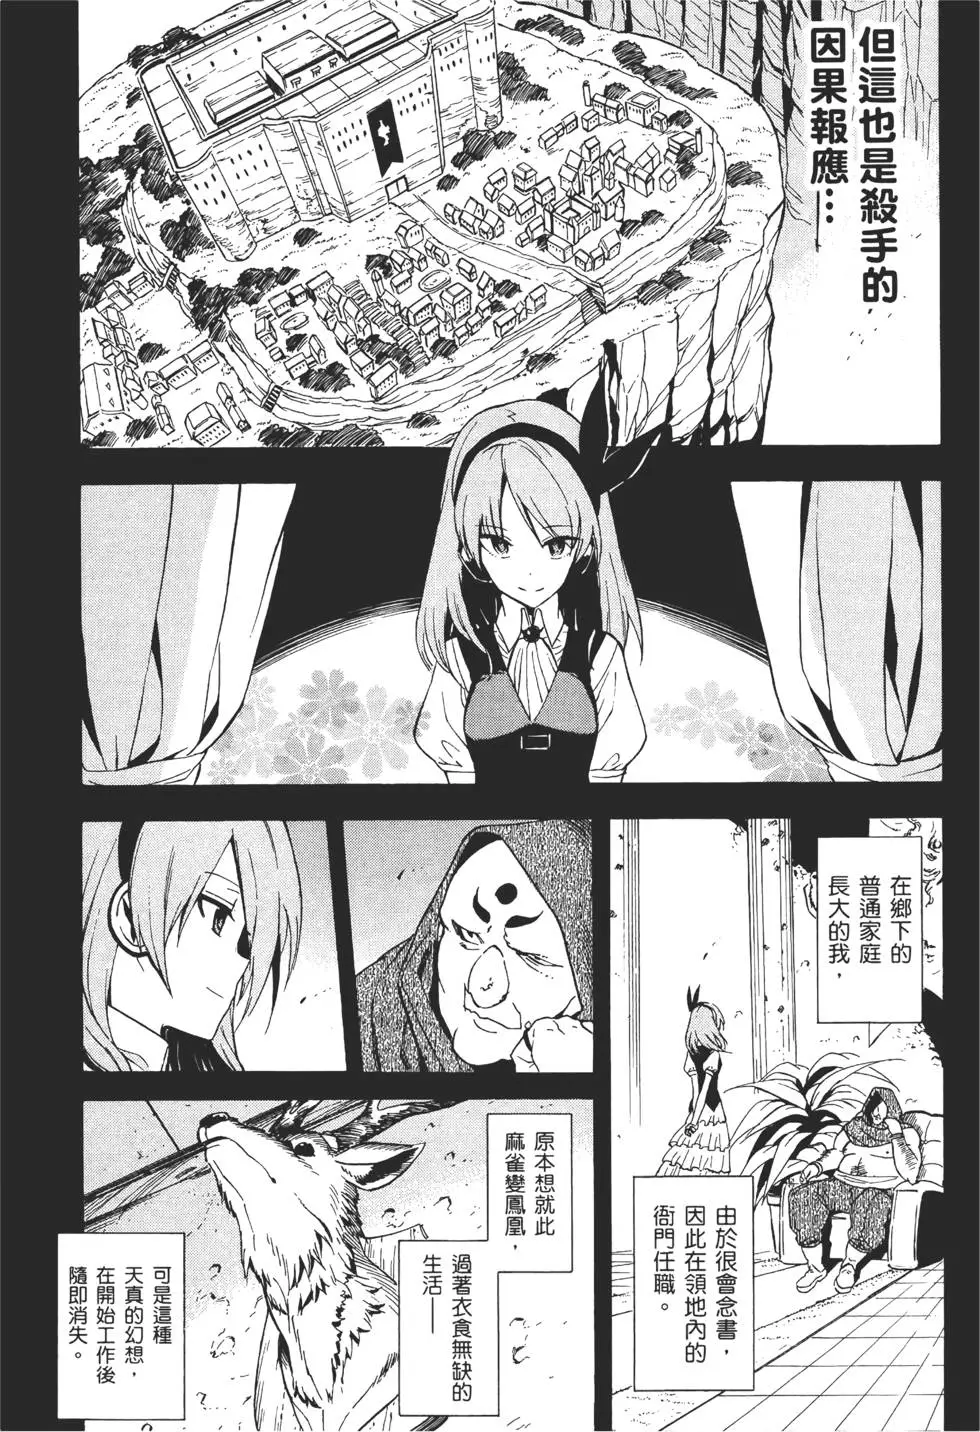 但這也是殺手的，
因果報應…
在鄉下的
普通家庭
長大的我，
由於很會念書，
因此在領地內的
衙門任職。
原本想就此
麻雀變鳳凰，
過著衣食無缺的
生活──
可是這種
天真的幻想，
在開始工作後
隨即消失。